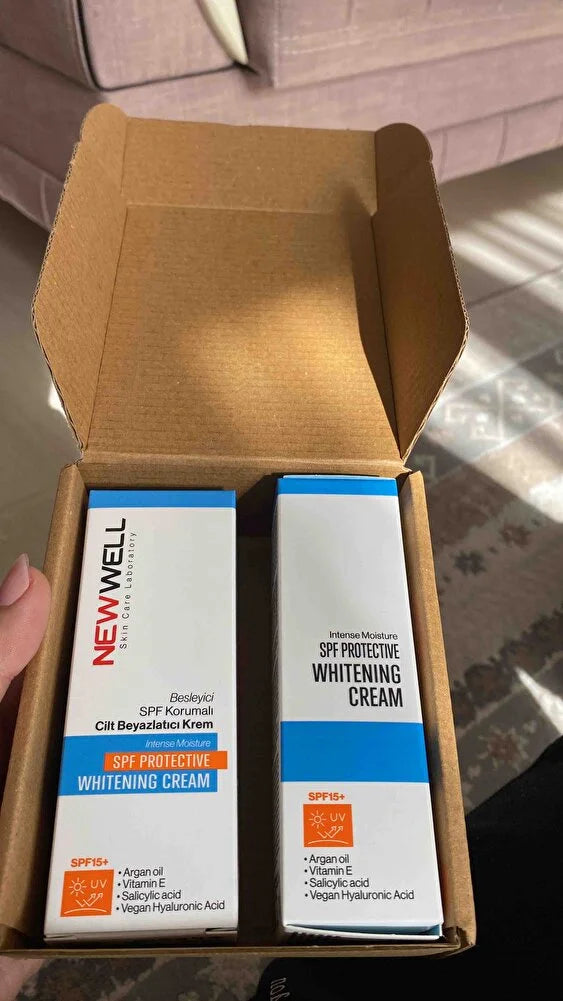 NEWWELL
Skin Care Laboratory
Besleyici
SPF Korumalı
Cilt Beyazlatıcı Krem
Intense Moisture
SPF PROTECTIVE
WHITENING CREAM
SPF15+
UV
• Argan oil
• Vitamin E
• Salicylic acid
• Vegan Hyaluronic Acid
Intense Moisture
SPF PROTECTIVE
WHITENING
CREAM
SPF15+
UV
• Argan oil
• Vitamin E
• Salicylic acid
• Vegan Hyaluronic Acid